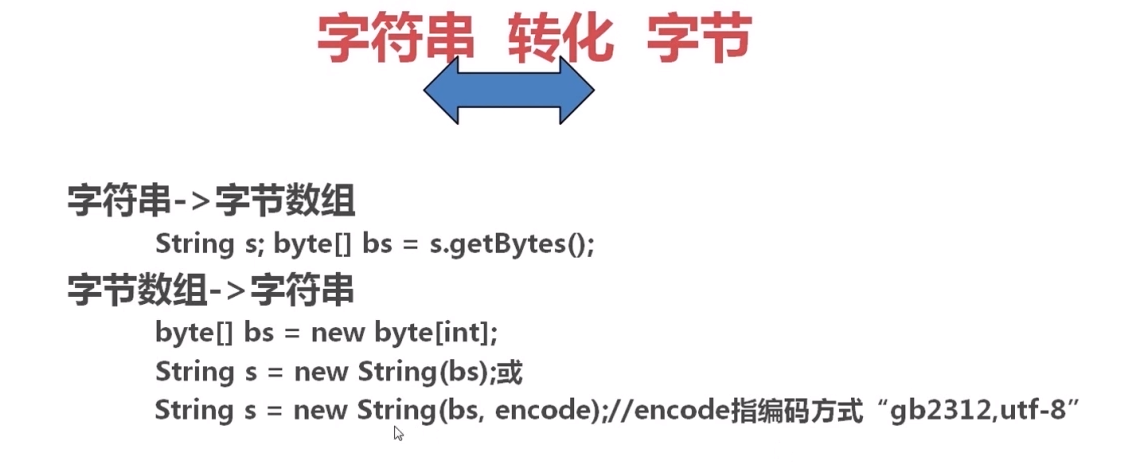 字符串 转化 字节
字符串->字节数组
String s; byte[] bs = s.getBytes();
字节数组->字符串
byte[] bs = new byte[int];
String s = new String(bs);或
String s = new String(bs, encode);//encode指编码方式“gb2312,utf-8”